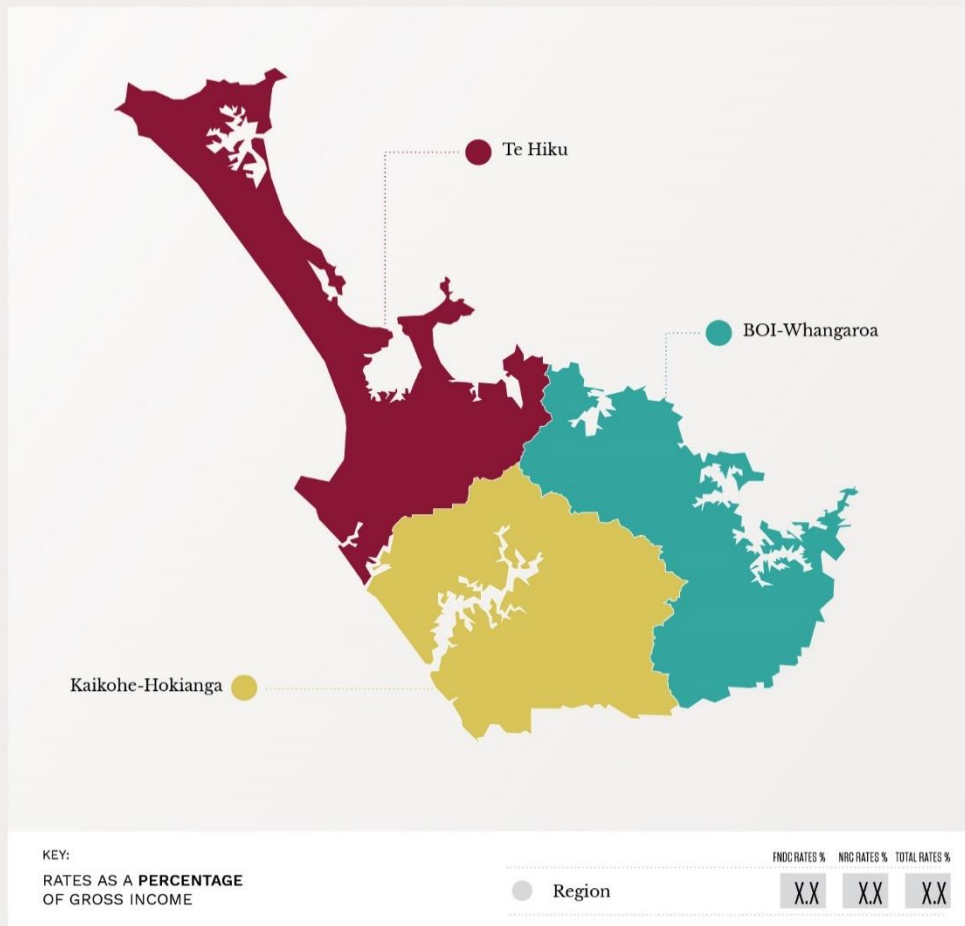 Te Hiku
BOI-Whangaroa
Kaikohe-Hokianga
KEY:
RATES AS A PERCENTAGE
OF GROSS INCOME
FNDC RATES % NRC RATES % TOTAL RATES %
Region X.X X.X X.X